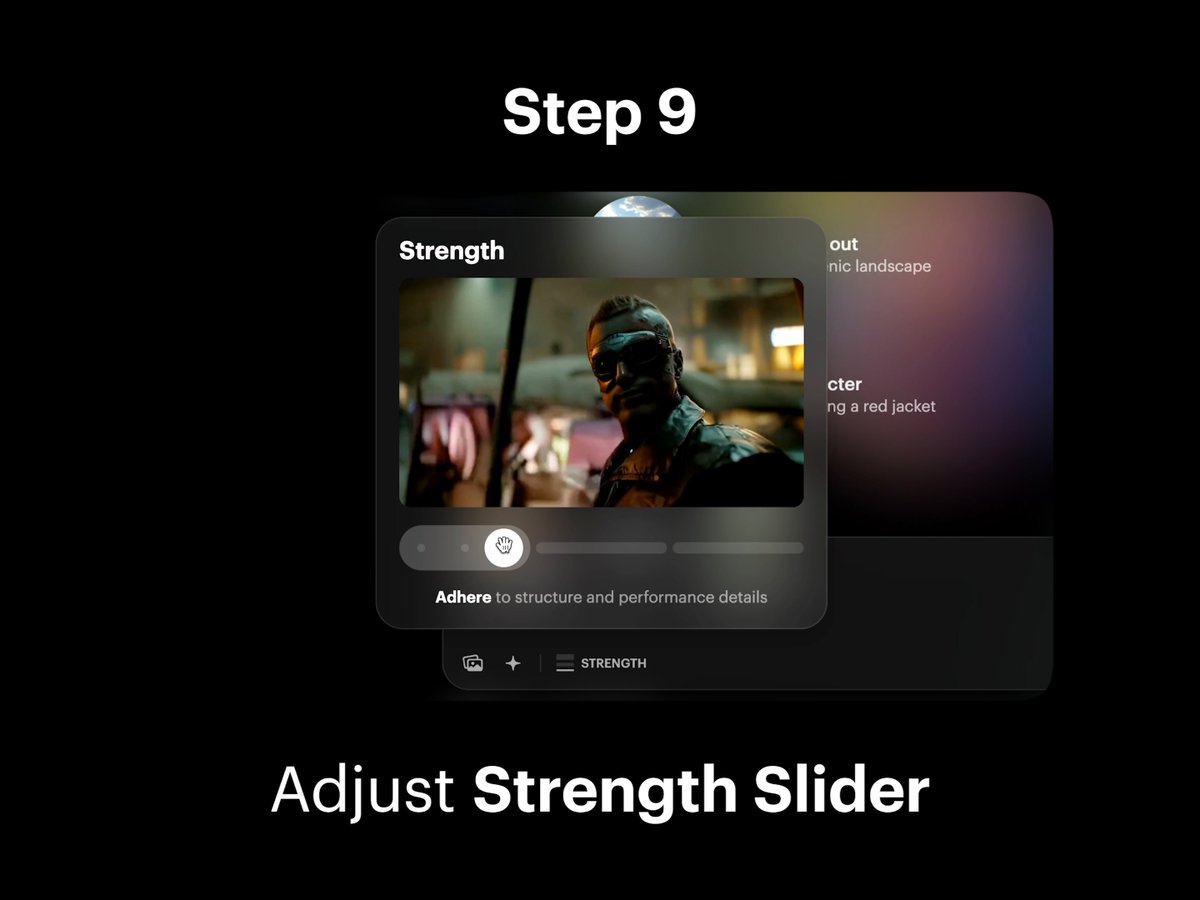 Step 9
Strength
out
nic landscape
cter
ng a red jacket
Adhere to structure and performance details
STRENGTH
Adjust Strength Slider